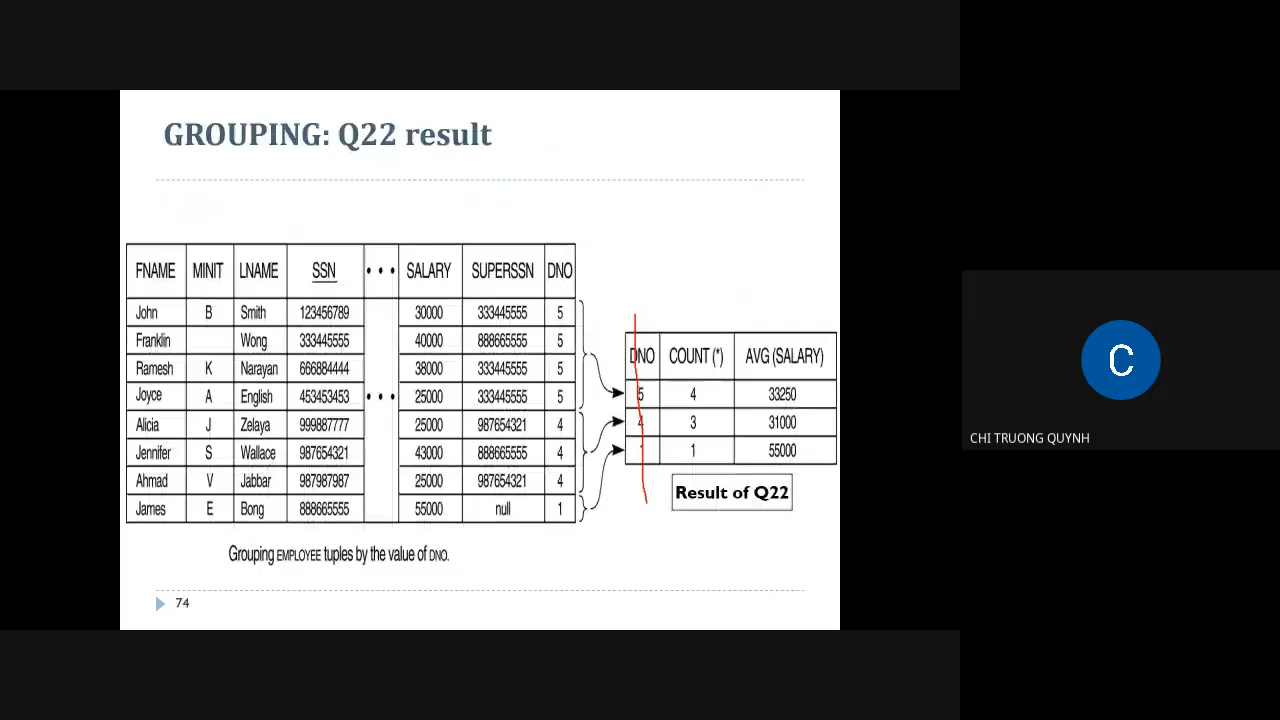 GROUPING: Q22 result
FNAME MINIT LNAME SSN • • • SALARY SUPERSSN DNO
John B Smith 123456789 30000 333445555 5
Franklin Wong 333445555 40000 888665555 5
Ramesh K Narayan 666884444 38000 333445555 5
Joyce A English 453453453 • • • 25000 333445555 5
Alicia J Zelaya 999887777 25000 987654321 4
Jennifer S Wallace 987654321 43000 888665555 4
Ahmad V Jabbar 987987987 25000 987654321 4
James E Bong 888665555 55000 null 1
DNO COUNT (*) AVG (SALARY)
5 4 33250
4 3 31000
1 1 55000
Result of Q22
Grouping EMPLOYEE tuples by the value of DNO.
74
C
CHI TRUONG QUYNH